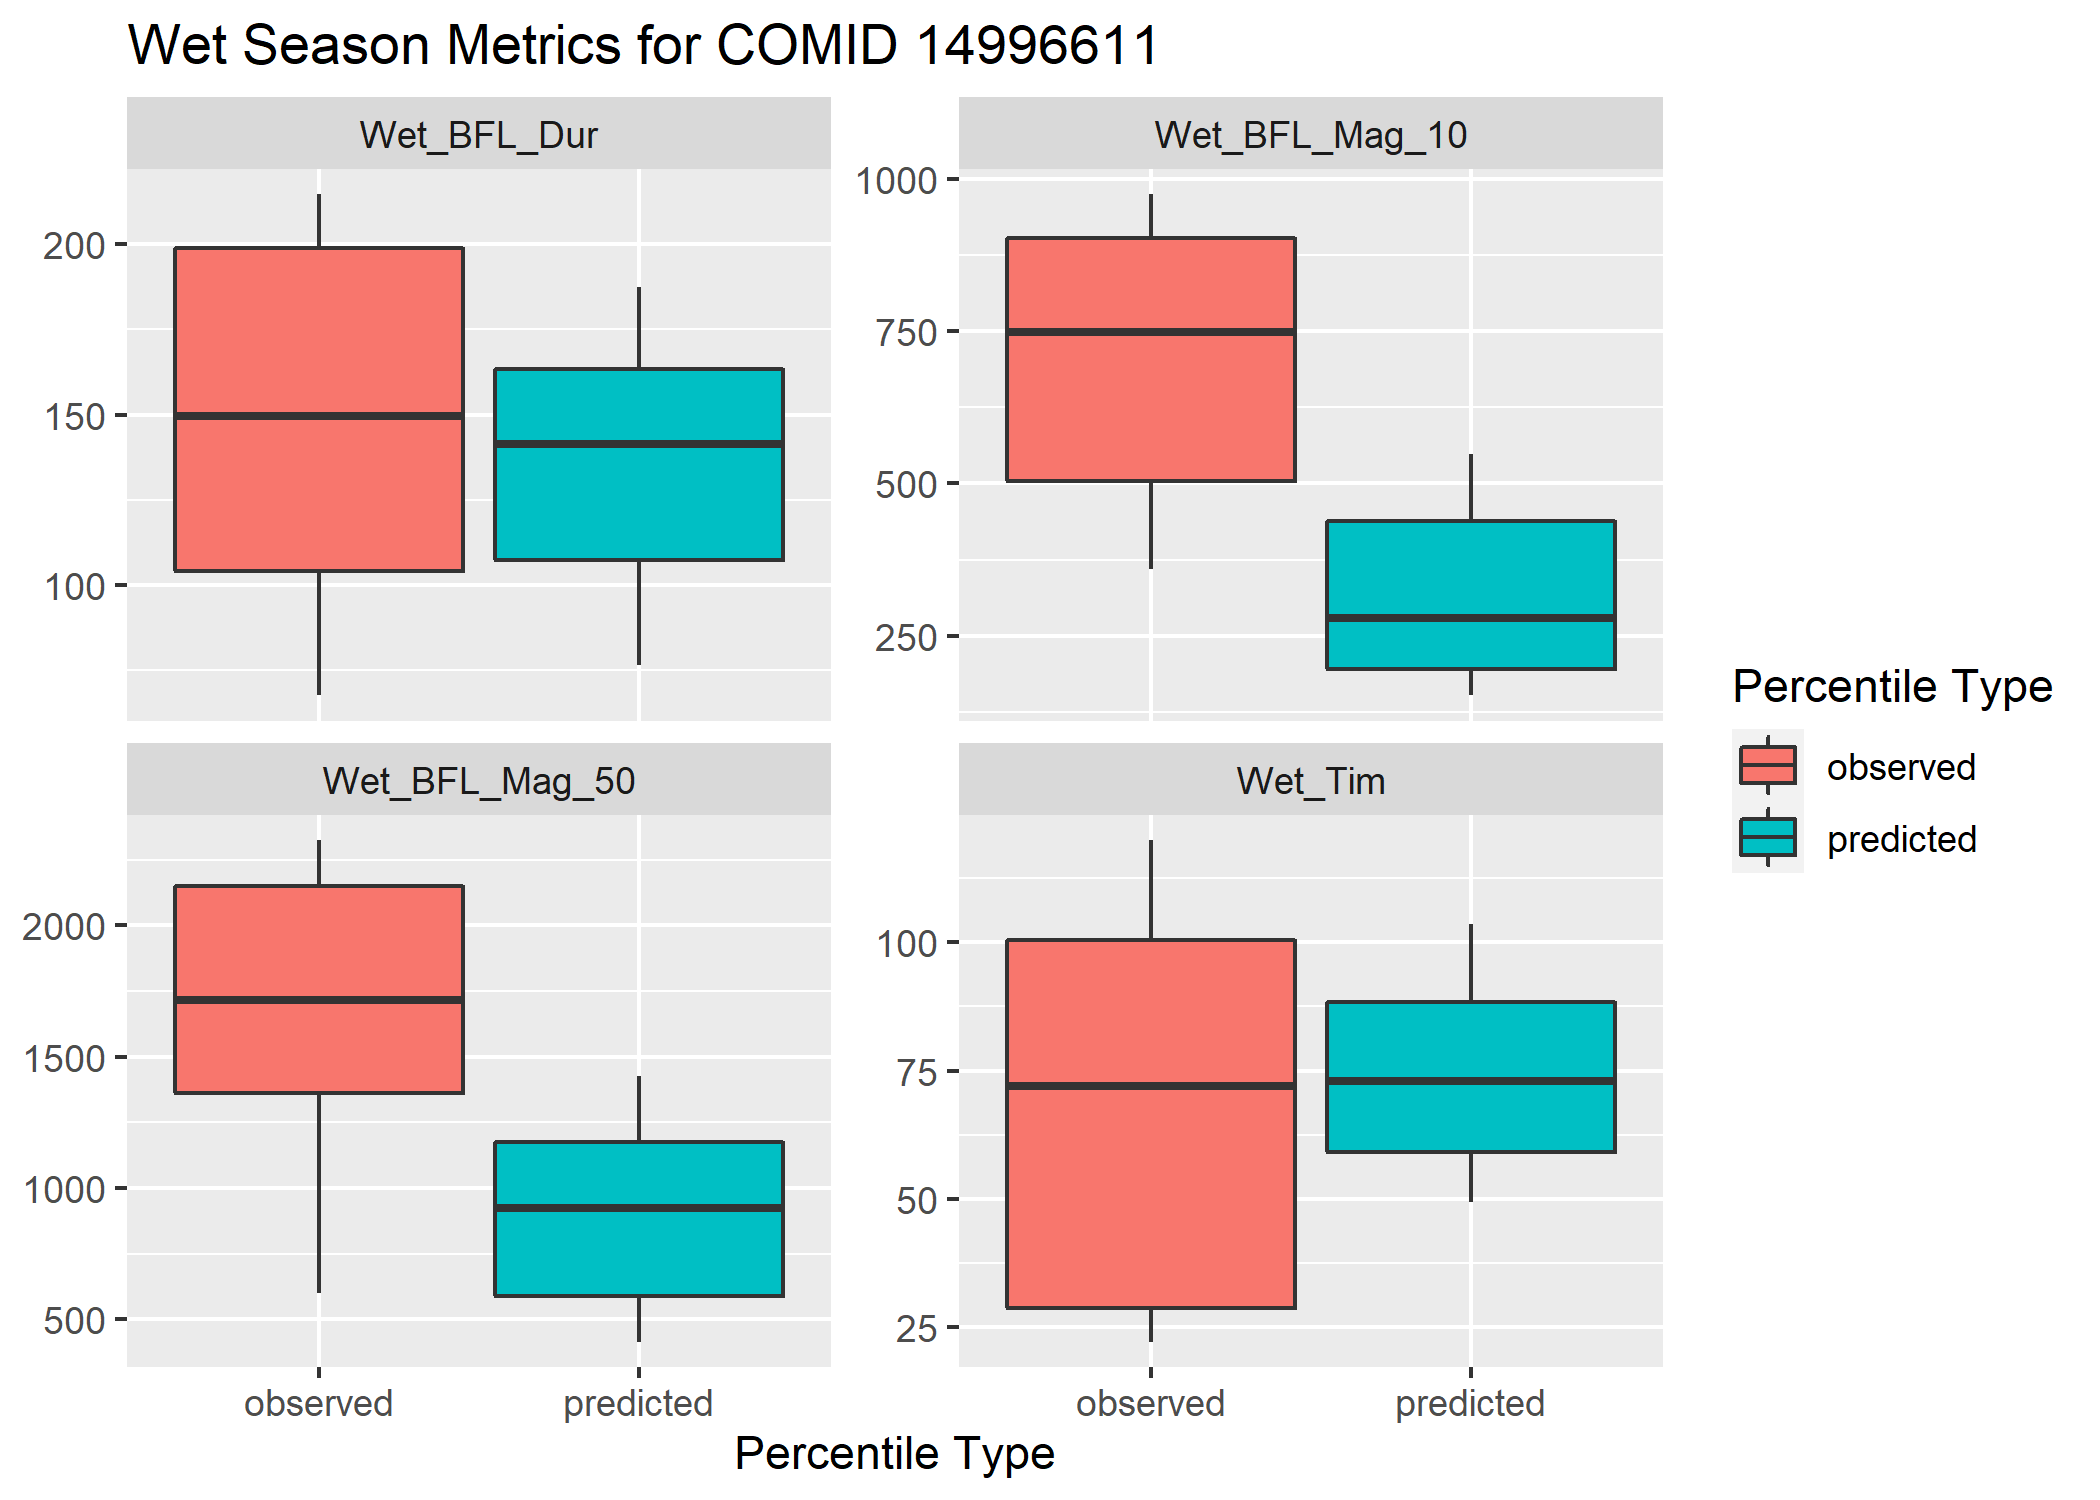 Wet Season Metrics for COMID 14996611
Wet_BFL_Dur
200
150
100
Wet_BFL_Mag_10
1000
750
500
250
Wet_BFL_Mag_50
2000
1500
1000
500
observed
predicted
Wet_Tim
100
75
50
25
observed
predicted
Percentile Type
Percentile Type
observed
predicted